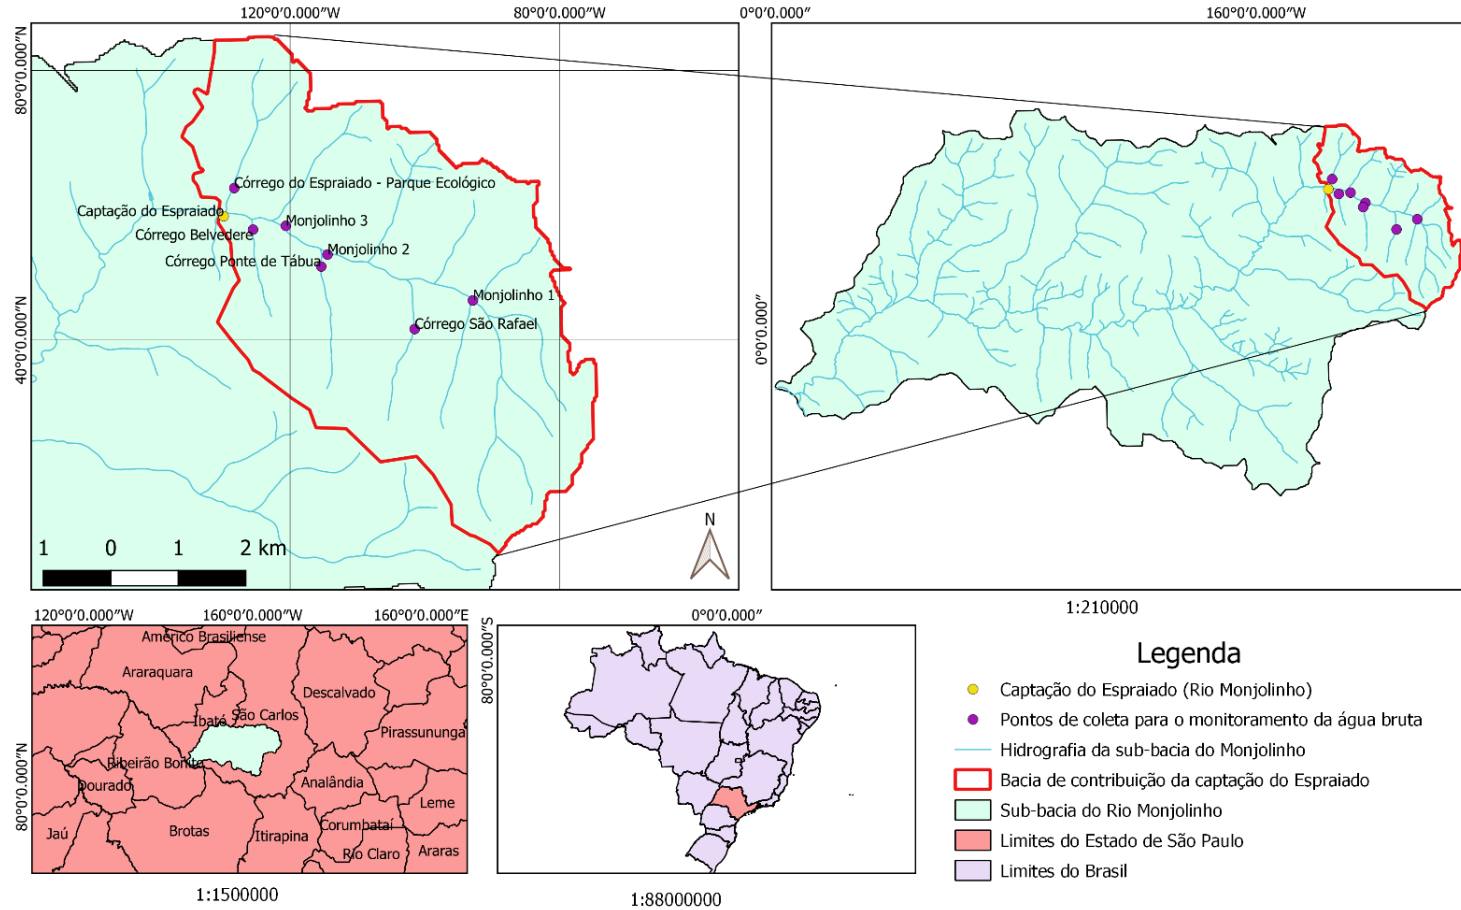 120°0'0.000"W
80°0'0.000"W
0°0'0.000"
160°0'0.000"W
80°0'0.000"N
40°0'0.000"N
0°0'0.000"
Córrego do Espraiado - Parque Ecológico
Captação do Espraiado
Monjolinho 3
Córrego Belvedere
Monjolinho 2
Córrego Ponte de Tábua
Monjolinho 1
Córrego São Rafael
1 0 1 2 km
N
1:210000
120°0'0.000"W
160°0'0.000"W
160°0'0.000"E
80°0'0.000"N
Américo Brasiliense
Araraquara
Descalvado
Ibaté
São Carlos
Pirassununga
Ribeirão Bonito
Dourado
Analândia
Leme
Jaú
Brotas
Itirapina
Corumbataí
Rio Claro
Araras
1:1500000
0°0'0.000"
80°0'0.000"S
1:88000000
Legenda
Captação do Espraiado (Rio Monjolinho)
Pontos de coleta para o monitoramento da água bruta
Hidrografia da sub-bacia do Monjolinho
Bacia de contribuição da captação do Espraiado
Sub-bacia do Rio Monjolinho
Limites do Estado de São Paulo
Limites do Brasil